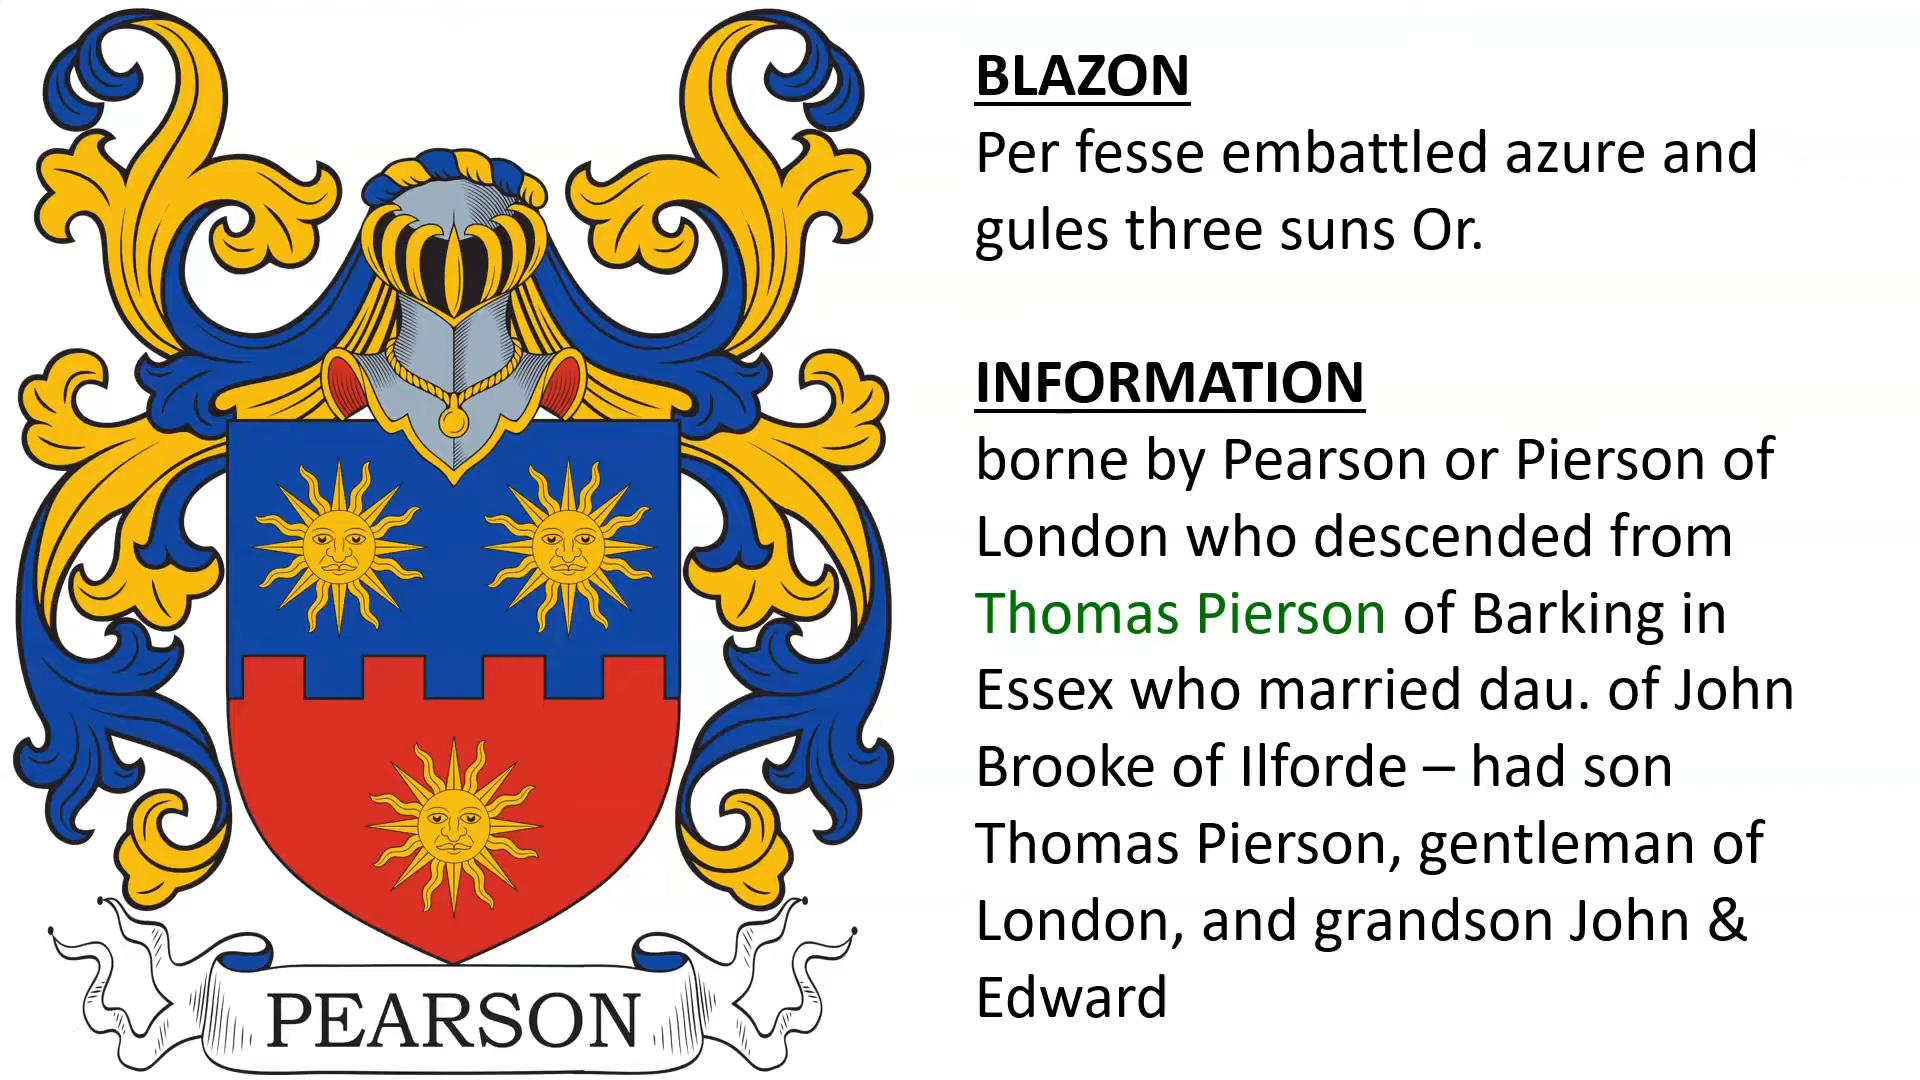 BLAZON
Per fesse embattled azure and
gules three suns Or.
INFORMATION
borne by Pearson or Pierson of
London who descended from
Thomas Pierson of Barking in
Essex who married dau. of John
Brooke of Ilforde – had son
Thomas Pierson, gentleman of
London, and grandson John &
Edward
PEARSON